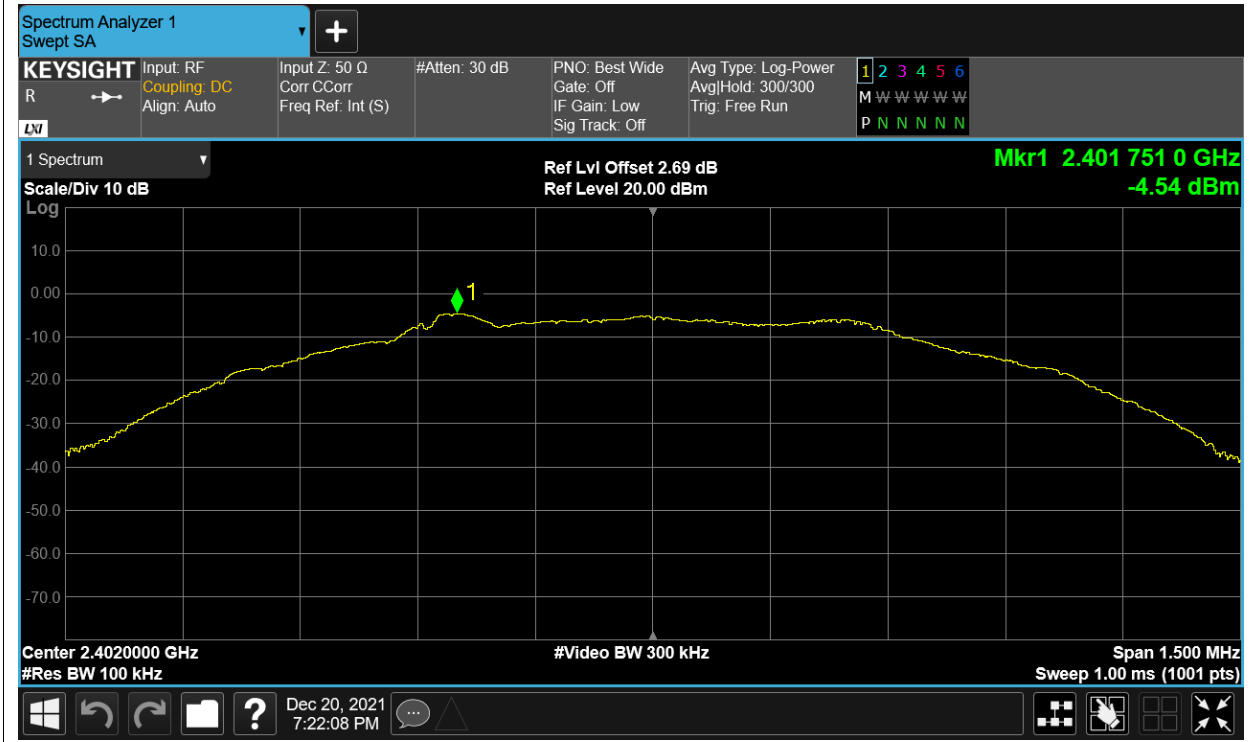 Spectrum Analyzer 1
Swept SA
▼
+
KEYSIGHT
R
LXI
Input: RF
Coupling: DC
Align: Auto
Input Z: 50 Ω
Corr CCorr
Freq Ref: Int (S)
#Atten: 30 dB
PNO: Best Wide
Gate: Off
IF Gain: Low
Sig Track: Off
Avg Type: Log-Power
Avg|Hold: 300/300
Trig: Free Run
1 2 3 4 5 6
M W W W W W W
P N N N N N N
1 Spectrum
▼
Scale/Div 10 dB
Log
Ref Lvl Offset 2.69 dB
Ref Level 20.00 dBm
Mkr1 2.401 751 0 GHz
-4.54 dBm
1
10.0
0.00
-10.0
-20.0
-30.0
-40.0
-50.0
-60.0
-70.0
Center 2.4020000 GHz
#Video BW 300 kHz
Span 1.500 MHz
#Res BW 100 kHz
Sweep 1.00 ms (1001 pts)
?
Dec 20, 2021
7:22:08 PM